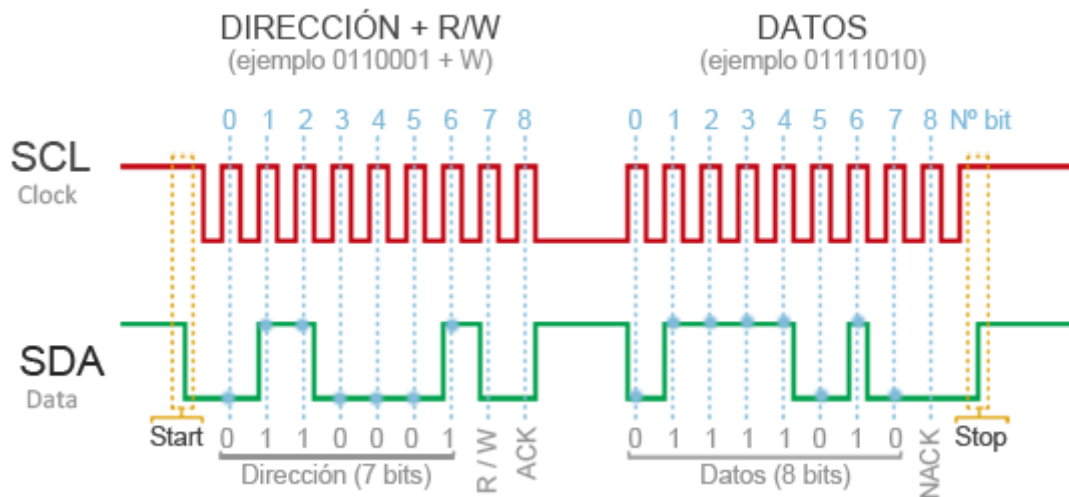 DIRECCIÓN + R/W
(ejemplo 0110001 + W)
DATOS
(ejemplo 01111010)
0 1 2 3 4 5 6 7 8
0 1 2 3 4 5 6 7 8 Nº bit
SCL
Clock
SDA
Data
Start
0 1 1 0 0 0 1
R / W
ACK
Dirección (7 bits)
0 1 1 1 1 0 1 0
NACK
Datos (8 bits)
Stop